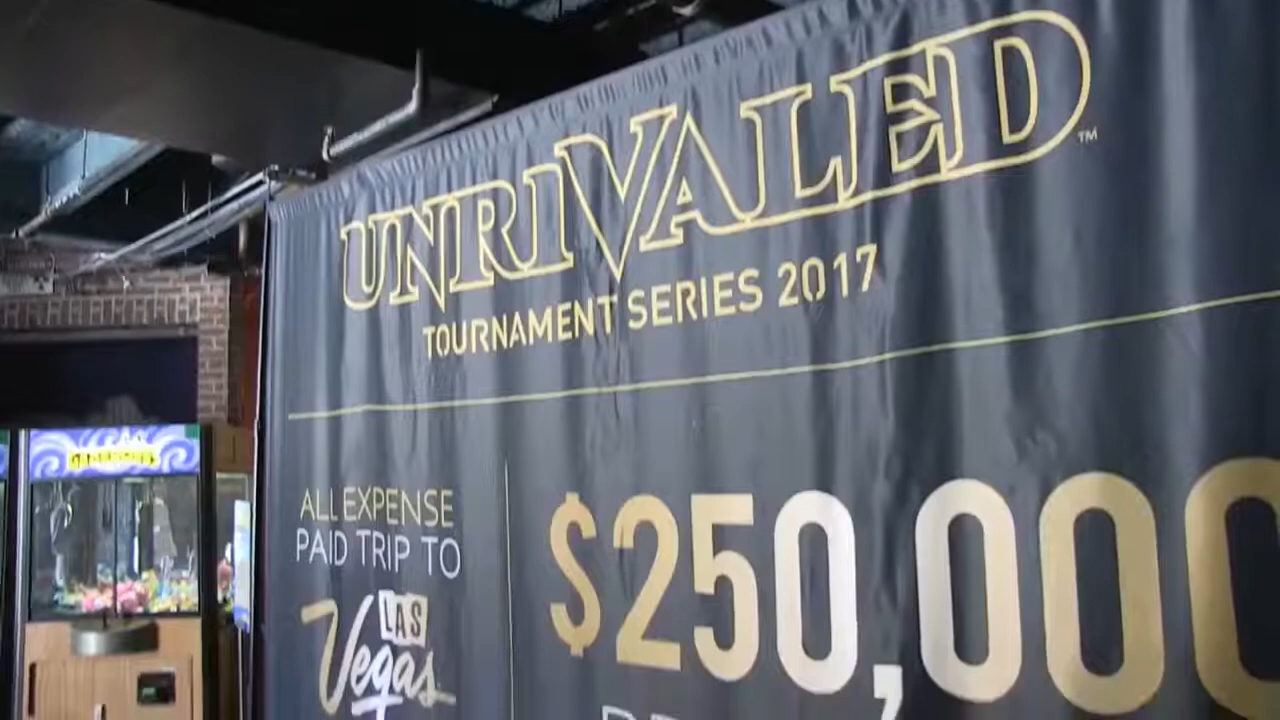 UNRIVALED™
TOURNAMENT SERIES 2017
ALL EXPENSE
PAID TRIP TO
LAS
Vegas
$250,000